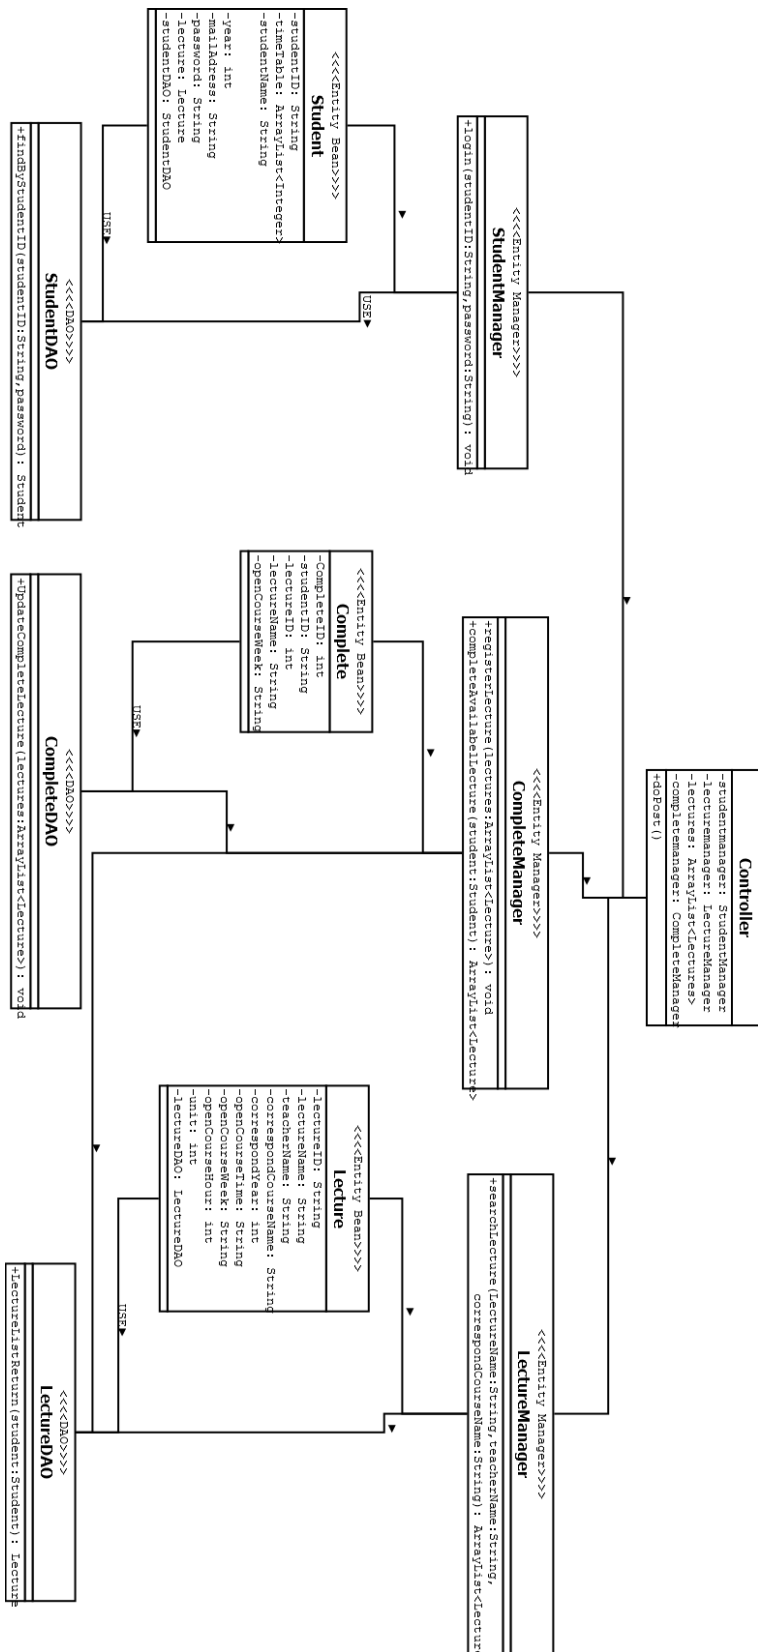 Controller
-studentmanager: StudentManager
-lecturemanager: LectureManager
-lectures: ArrayList<Lectures>
-completemanager: CompleteManager
+doPost()
<<<<Entity Manager>>>>
StudentManager
+login(studentID:String,password:String): void
<<<<Entity Manager>>>>
CompleteManager
+registerLecture(lectures:ArrayList<Lecture>): void
+completeAvailabelLecture(student:Student): ArrayList<Lecture>
<<<<Entity Manager>>>>
LectureManager
+searchLecture(LectureName:String,teacherName:String,
correspondCourseName:String): ArrayList<Lectur
<<<<Entity Bean>>>>
Student
-studentID: String
-timeTable: ArrayList<Integer>
-studentName: String
-year: int
-mailAdress: String
-password: String
-lecture: Lecture
-studentDAO: StudentDAO
USE
<<<<Entity Bean>>>>
Complete
-CompleteID: int
-studentID: String
-lectureID: int
-lectureName: String
-openCourseWeek: String
<<<<Entity Bean>>>>
Lecture
-lectureID: String
-lectureName: String
-teacherName: String
-correspondCourseName: String
-correspondYear: int
-openCourseTime: String
-openCourseWeek: String
-openCourseHour: int
-unit: int
-lectureDAO: LectureDAO
USE
USE
USE
<<<<DAO>>>>
StudentDAO
+findByStudentID(studentID:String,password): Student
<<<<DAO>>>>
CompleteDAO
+UpdateCompleteLecture(lectures:ArrayList<Lecture>): void
<<<<DAO>>>>
LectureDAO
+LectureListReturn(student:Student): Lecture